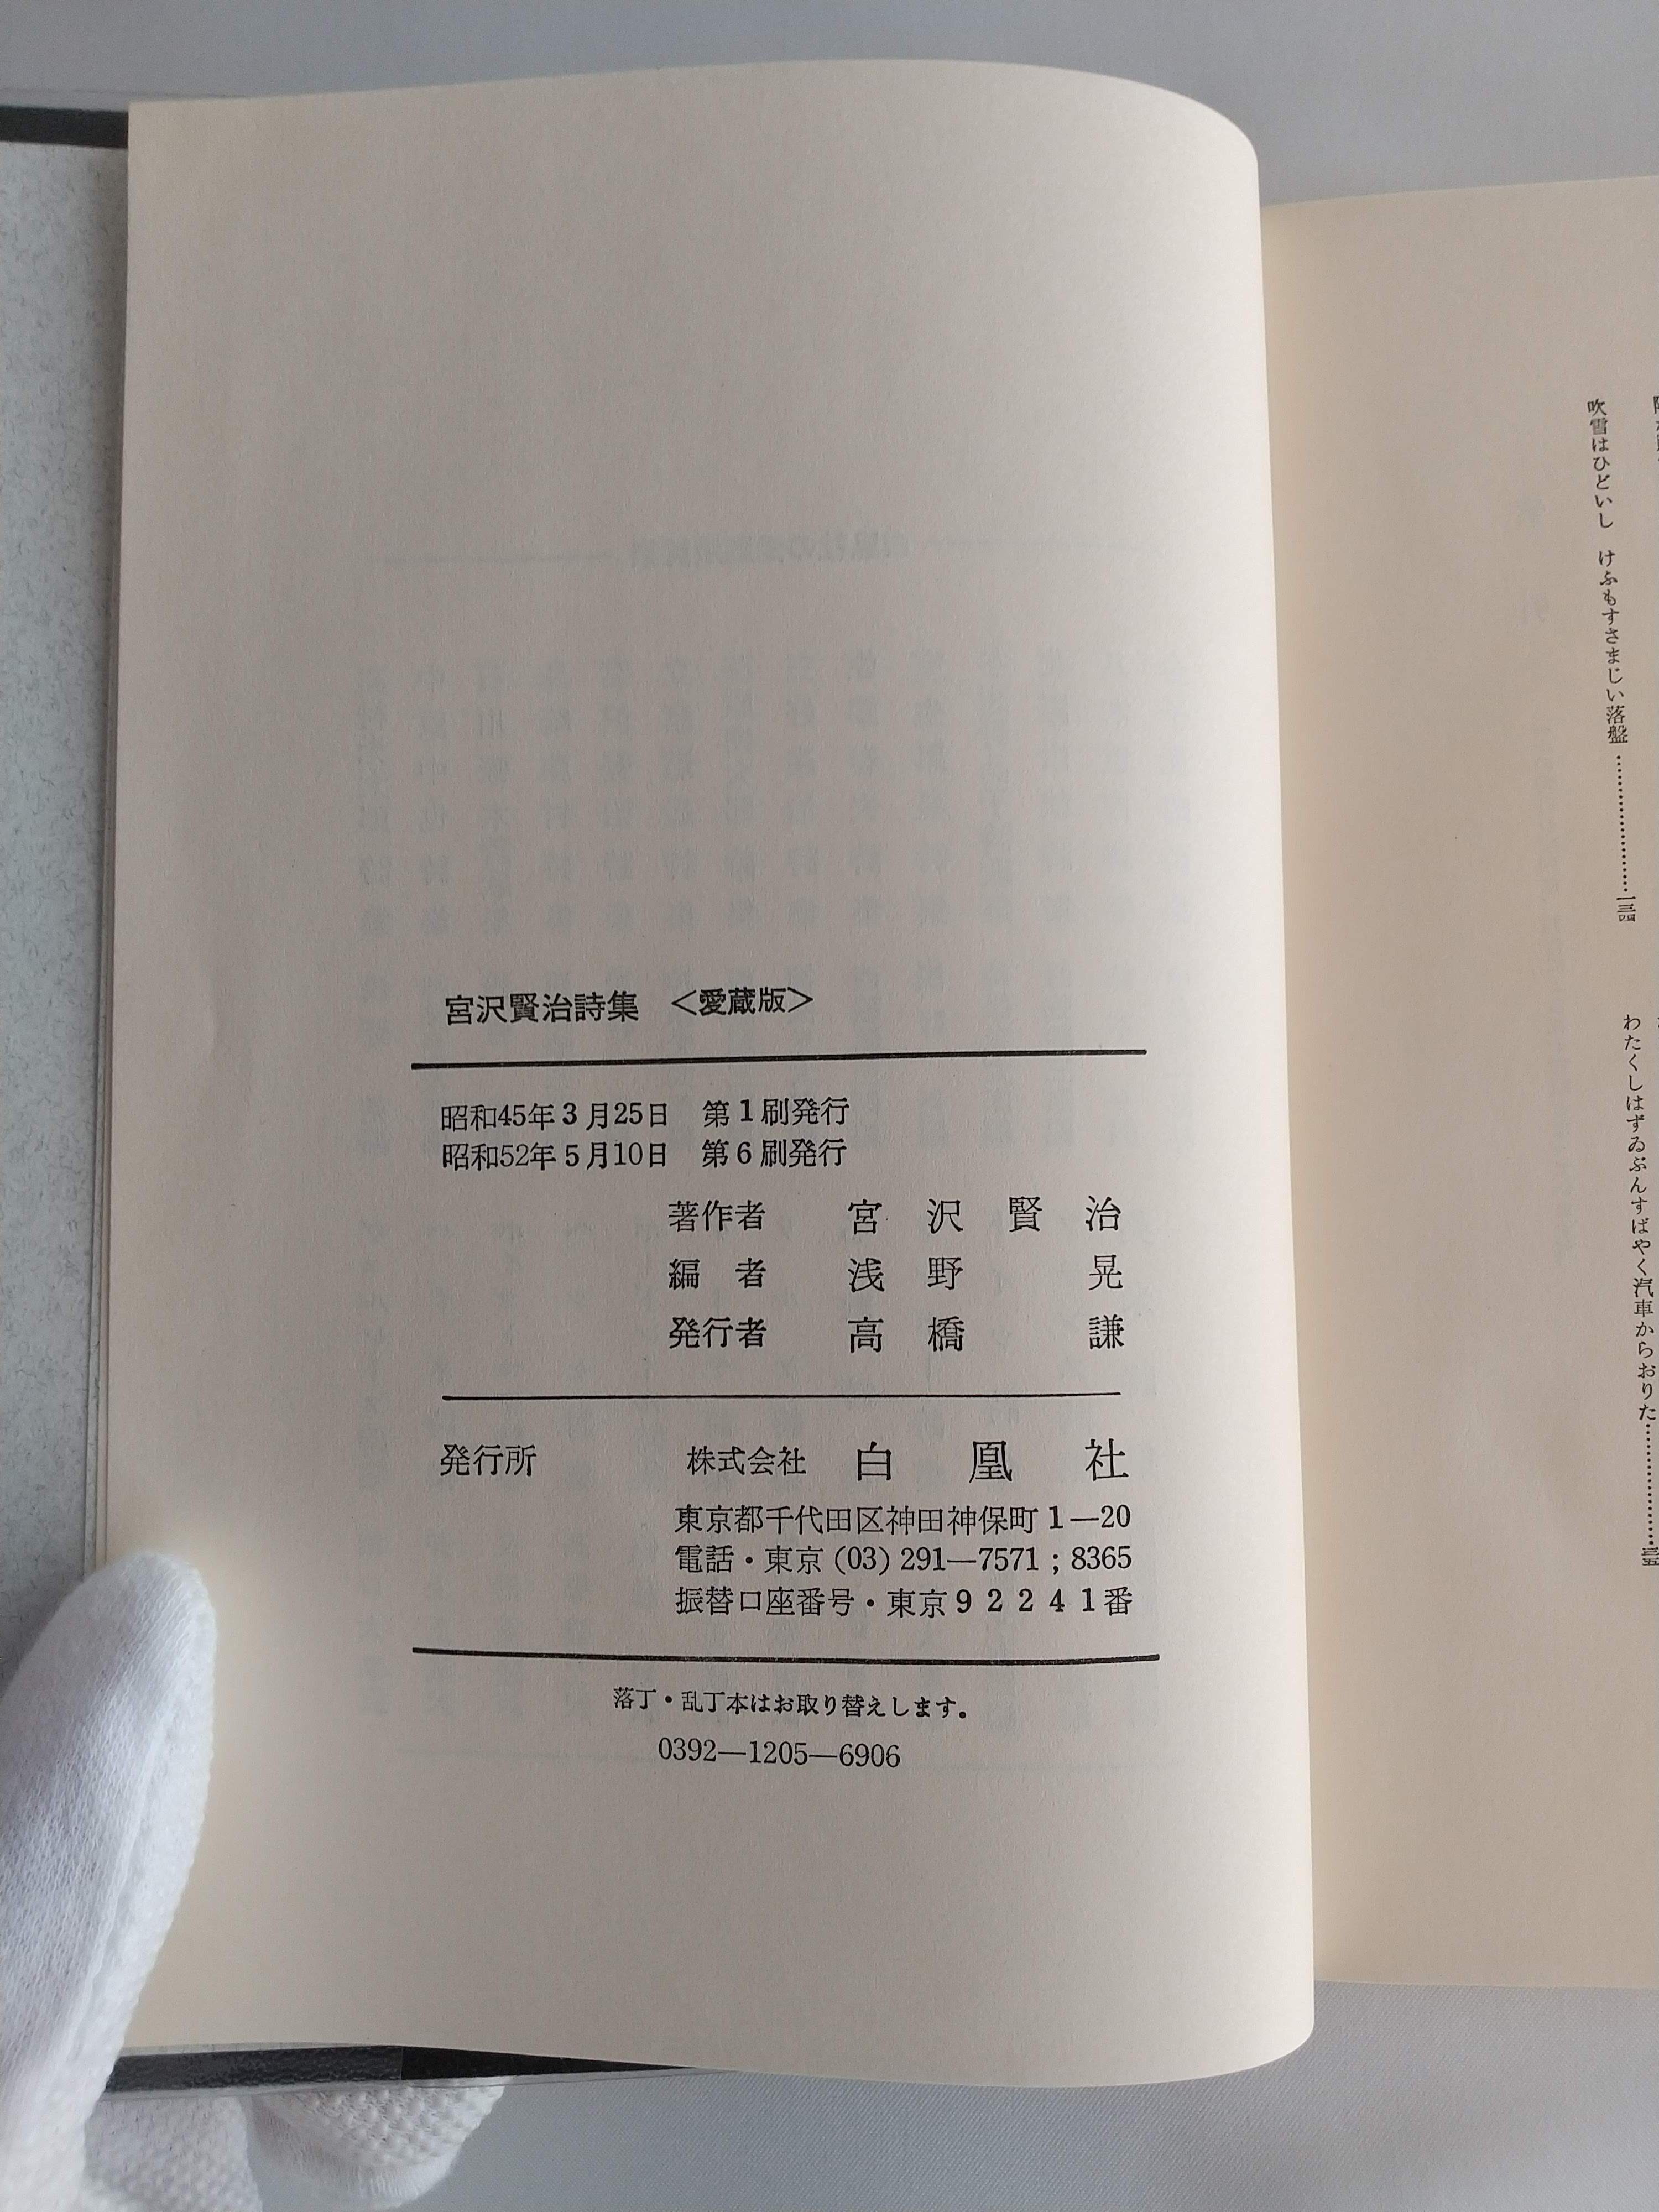 宮沢賢治詩集 <愛蔵版>
昭和45年3月25日 第1刷発行
昭和52年5月10日 第6刷発行
著作者 宮沢賢治
編者 浅野晃
発行者 高橋謙
発行所 株式会社 白凰社
東京都千代田区神田神保町1—20
電話・東京(03)291—7571;8365
振替口座番号・東京92241番
落丁・乱丁本はお取り替えします。
0392—1205—6906
吹雪はひどいし けふもすさまじい落盤……………………一三四
わたくしはずゐぶんすばやく汽車からおりた……………………